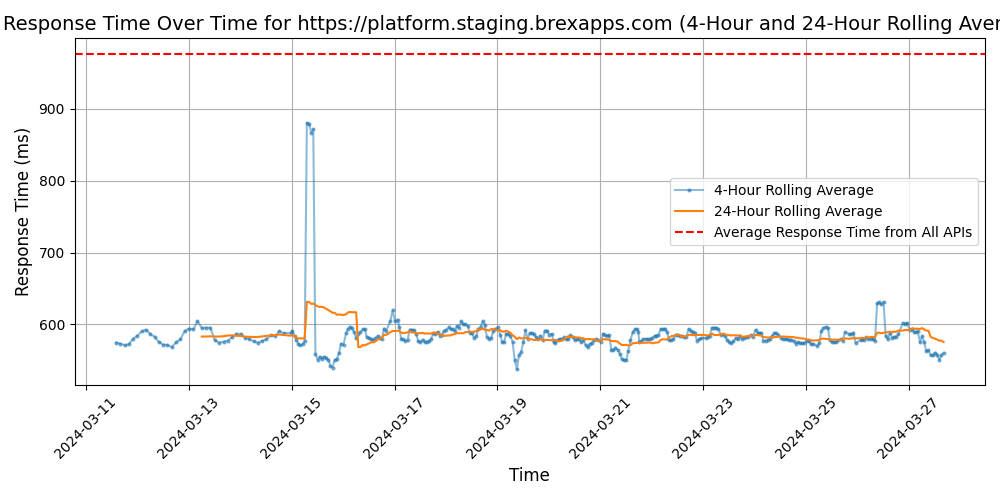 Response Time Over Time for https://platform.staging.brexapps.com (4-Hour and 24-Hour Rolling Aver
Response Time (ms)
900
800
700
600
4-Hour Rolling Average
24-Hour Rolling Average
Average Response Time from All APIs
2024-03-11
2024-03-13
2024-03-15
2024-03-17
2024-03-19
2024-03-21
2024-03-23
2024-03-25
2024-03-27
Time